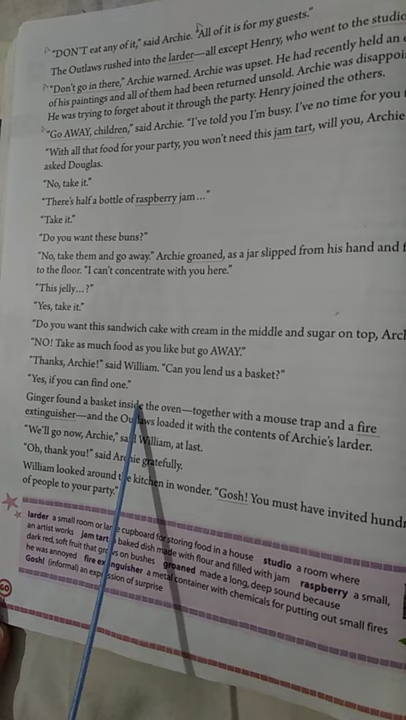 "DON'T eat any of it," said Archie. "All of it is for my guests."
The Outlaws rushed into the larder—all except Henry, who went to the studio
"Don't go in there," Archie warned. Archie was upset. He had recently held an
of his paintings and all of them had been returned unsold. Archie was disappoi
He was trying to forget about it through the party. Henry joined the others.
"Go AWAY, children," said Archie. "I've told you I'm busy. I've no time for you
"With all that food for your party, you won't need this jam tart, will you, Archie
asked Douglas.
"No, take it."
"There's half a bottle of raspberry jam..."
"Take it."
"Do you want these buns?"
"No, take them and go away." Archie groaned, as a jar slipped from his hand and f
to the floor. "I can't concentrate with you here."
"This jelly...?"
"Yes, take it."
"Do you want this sandwich cake with cream in the middle and sugar on top, Arc
"NO! Take as much food as you like but go AWAY."
"Thanks, Archie!" said William. "Can you lend us a basket?"
"Yes, if you can find one."
Ginger found a basket inside the oven—together with a mouse trap and a fire
extinguisher—and the Outlaws loaded it with the contents of Archie's larder.
"We'll go now, Archie," said William, at last.
"Oh, thank you!" said Archie gratefully.
William looked around the kitchen in wonder. "Gosh! You must have invited hundr
of people to your party."
larder a small room or large cupboard for storing food in a house studio a room where
an artist works jam tart a baked dish made with flour and filled with jam raspberry a small,
dark red, soft fruit that grows on bushes groaned made a long, deep sound because
he was annoyed fire extinguisher a metal container with chemicals for putting out small fires
Gosh! (informal) an expression of surprise
60